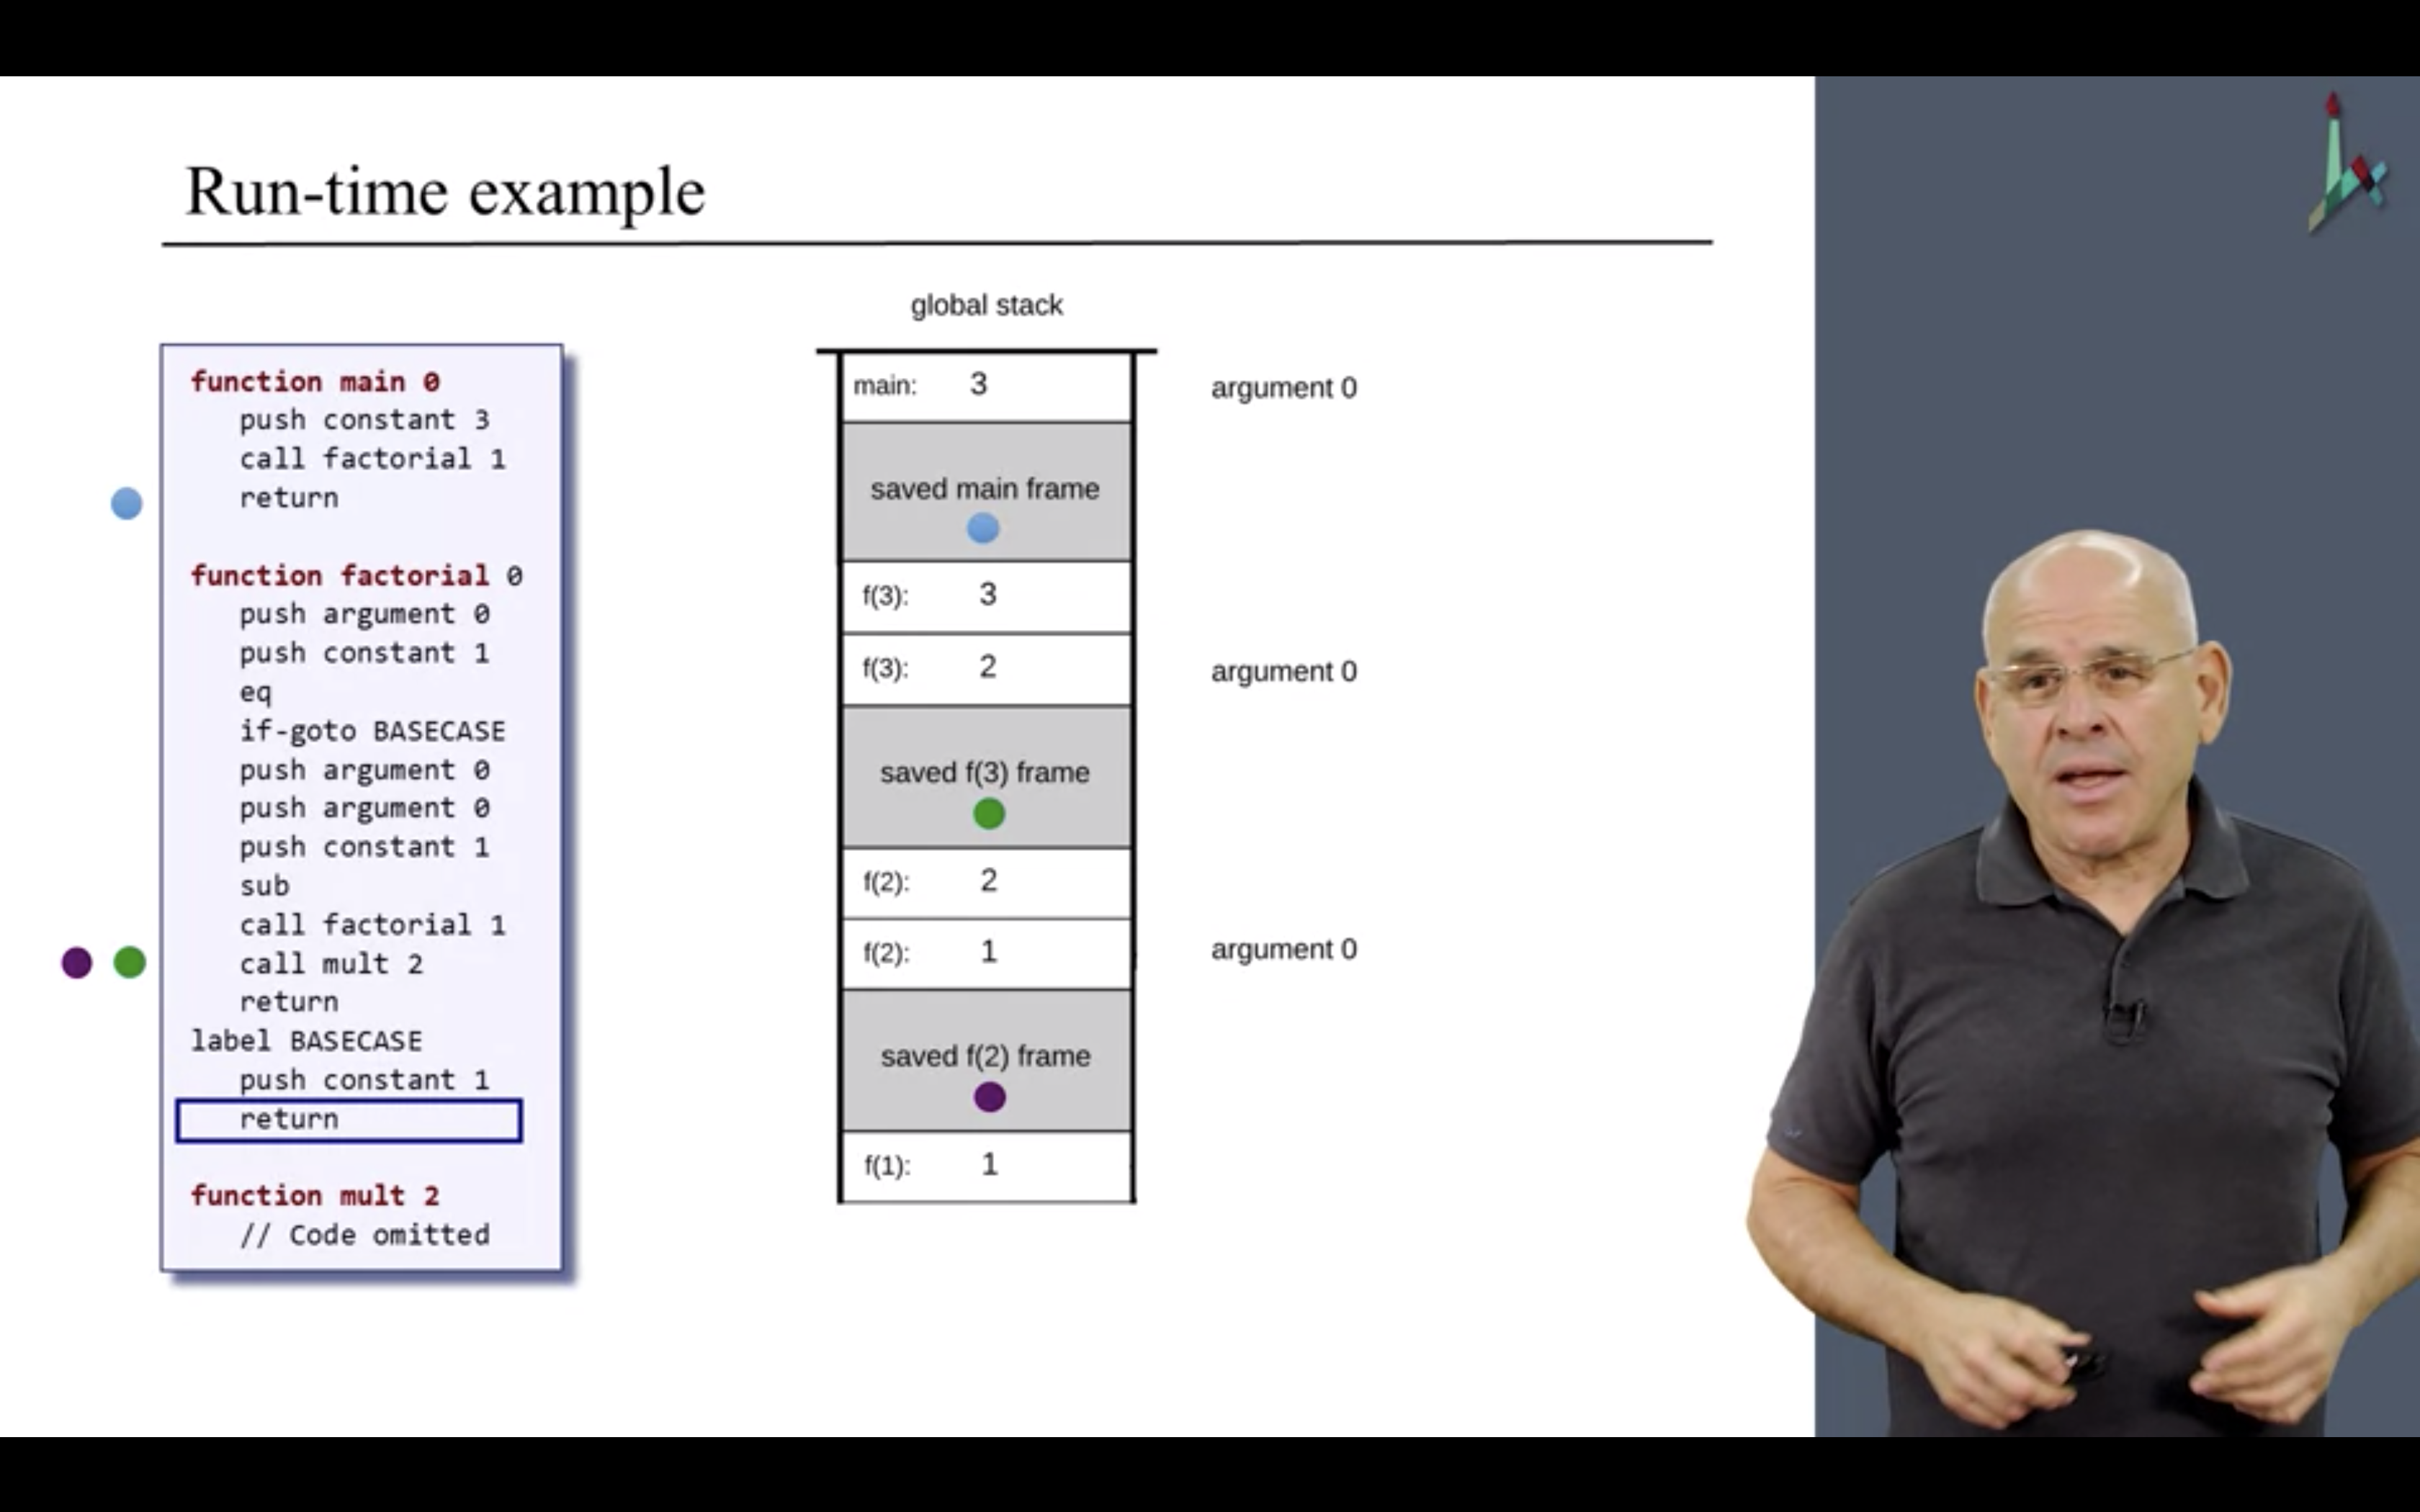 Run-time example
function main 0
push constant 3
call factorial 1
return
function factorial 0
push argument 0
push constant 1
eq
if-goto BASECASE
push argument 0
push argument 0
push constant 1
sub
call factorial 1
call mult 2
return
label BASECASE
push constant 1
return
function mult 2
// Code omitted
global stack
main: 3
argument 0
saved main frame
f(3): 3
f(3): 2
argument 0
saved f(3) frame
f(2): 2
f(2): 1
argument 0
saved f(2) frame
f(1): 1